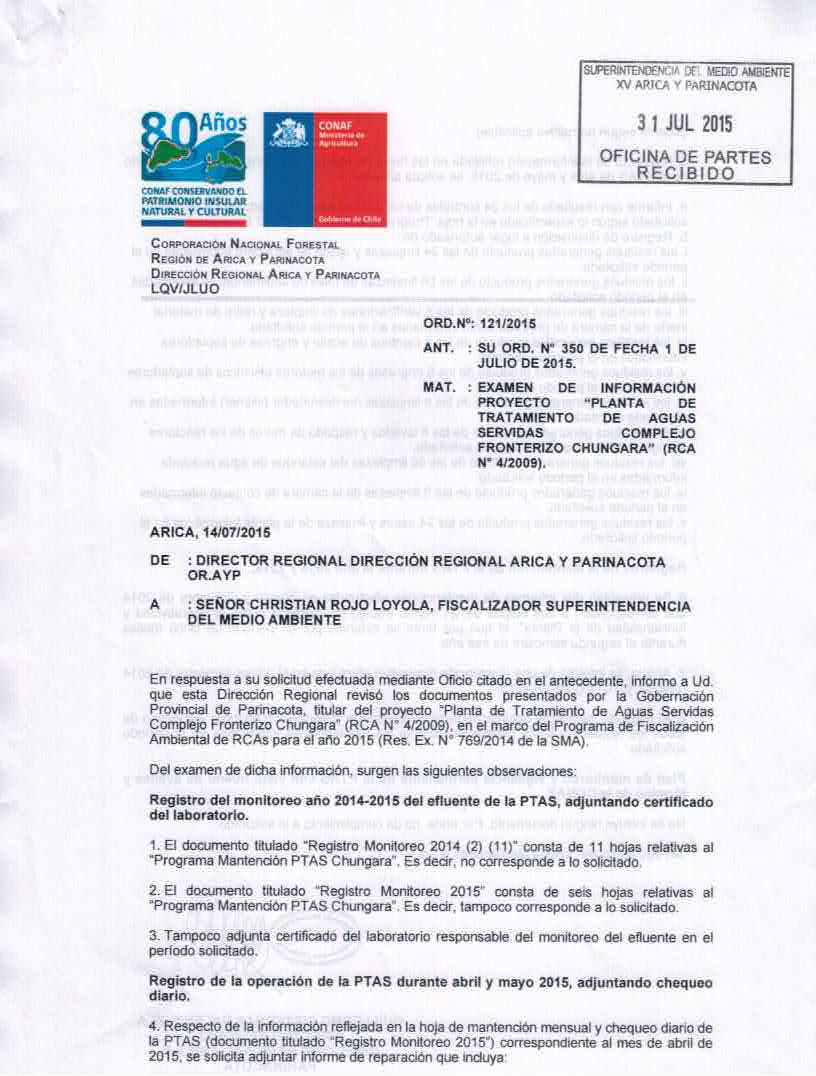 SUPERINTENDENCIA DEL MEDIO AMBIENTE
XV ARICA Y PARINACOTA
31 JUL 2015
OFICINA DE PARTES
RECIBIDO
80 Años
CONAF CONSERVANDO EL
PATRIMONIO INSULAR
NATURAL Y CULTURAL
CONAF
Ministerio de
Agricultura
Gobierno de Chile
CORPORACIÓN NACIONAL FORESTAL
REGIÓN DE ARICA Y PARINACOTA
DIRECCIÓN REGIONAL ARICA Y PARINACOTA
LQV/JLUO
ORD.Nº: 121/2015
ANT. : SU ORD. N° 350 DE FECHA 1 DE
JULIO DE 2015.
MAT. : EXAMEN DE INFORMACIÓN
PROYECTO "PLANTA DE
TRATAMIENTO DE AGUAS
SERVIDAS COMPLEJO
FRONTERIZO CHUNGARA" (RCA
N° 4/2009).
ARICA, 14/07/2015
DE : DIRECTOR REGIONAL DIRECCIÓN REGIONAL ARICA Y PARINACOTA
OR.AYP
A : SEÑOR CHRISTIAN ROJO LOYOLA, FISCALIZADOR SUPERINTENDENCIA
DEL MEDIO AMBIENTE
En respuesta a su solicitud efectuada mediante Oficio citado en el antecedente, informo a Ud.
que esta Dirección Regional revisó los documentos presentados por la Gobernación
Provincial de Parinacota, titular del proyecto "Planta de Tratamiento de Aguas Servidas
Complejo Fronterizo Chungara" (RCA N° 4/2009), en el marco del Programa de Fiscalización
Ambiental de RCAs para el año 2015 (Res. Ex. N° 769/2014 de la SMA).
Del examen de dicha información, surgen las siguientes observaciones:
Registro del monitoreo año 2014-2015 del efluente de la PTAS, adjuntando certificado
del laboratorio.
1. El documento titulado "Registro Monitoreo 2014 (2) (11)" consta de 11 hojas relativas al
"Programa Mantención PTAS Chungara". Es decir, no corresponde a lo solicitado.
2. El documento titulado "Registro Monitoreo 2015" consta de seis hojas relativas al
"Programa Mantención PTAS Chungara". Es decir, tampoco corresponde a lo solicitado.
3. Tampoco adjunta certificado del laboratorio responsable del monitoreo del efluente en el
período solicitado.
Registro de la operación de la PTAS durante abril y mayo 2015, adjuntando chequeo
diario.
4. Respecto de la información reflejada en la hoja de mantención mensual y chequeo diario de
la PTAS (documento titulado "Registro Monitoreo 2015") correspondiente al mes de abril de
2015, se solicita adjuntar informe de reparación que incluya: